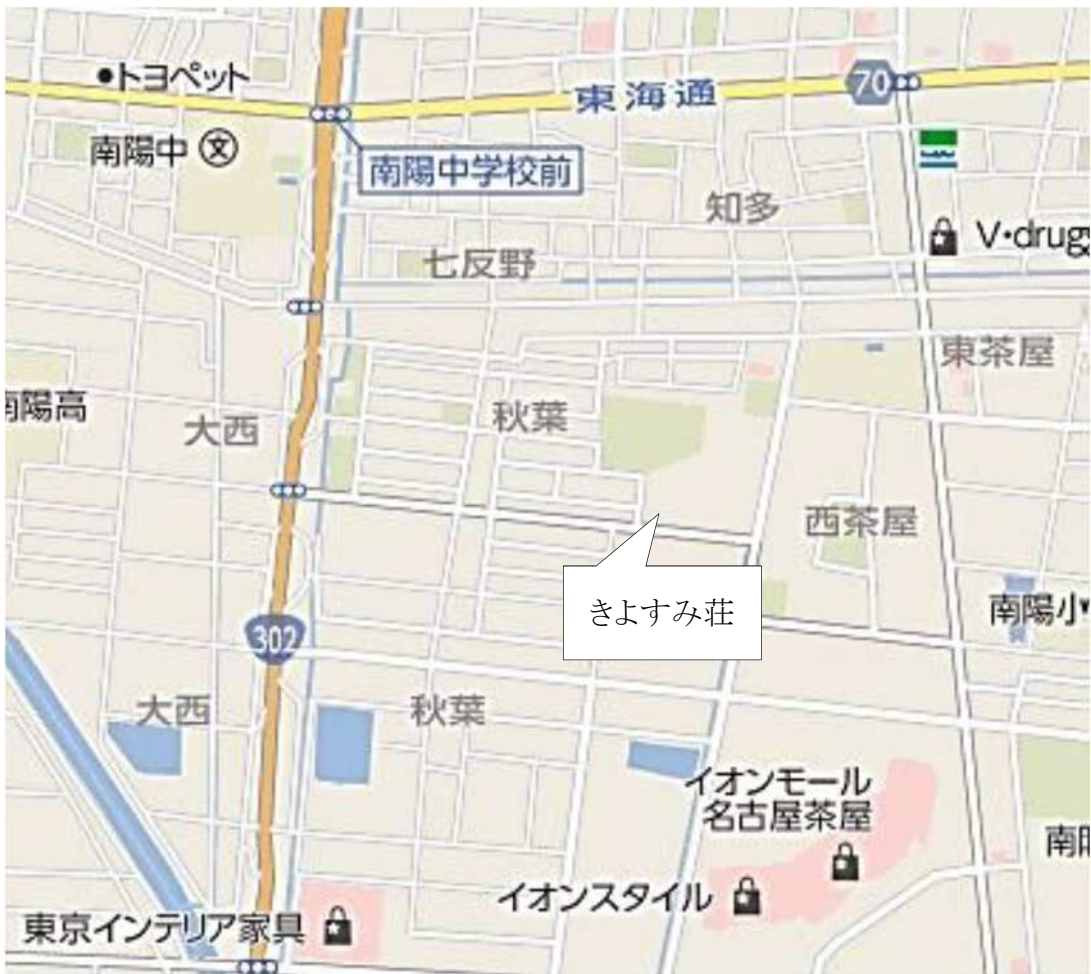 トヨペット
70
東海通
南陽中
文
南陽中学校前
知多
V・drug
七反野
東茶屋
南陽高
大西
秋葉
西茶屋
きよすみ荘
南陽小
302
大西
秋葉
イオンモール
名古屋茶屋
イオンスタイル
東京インテリア家具